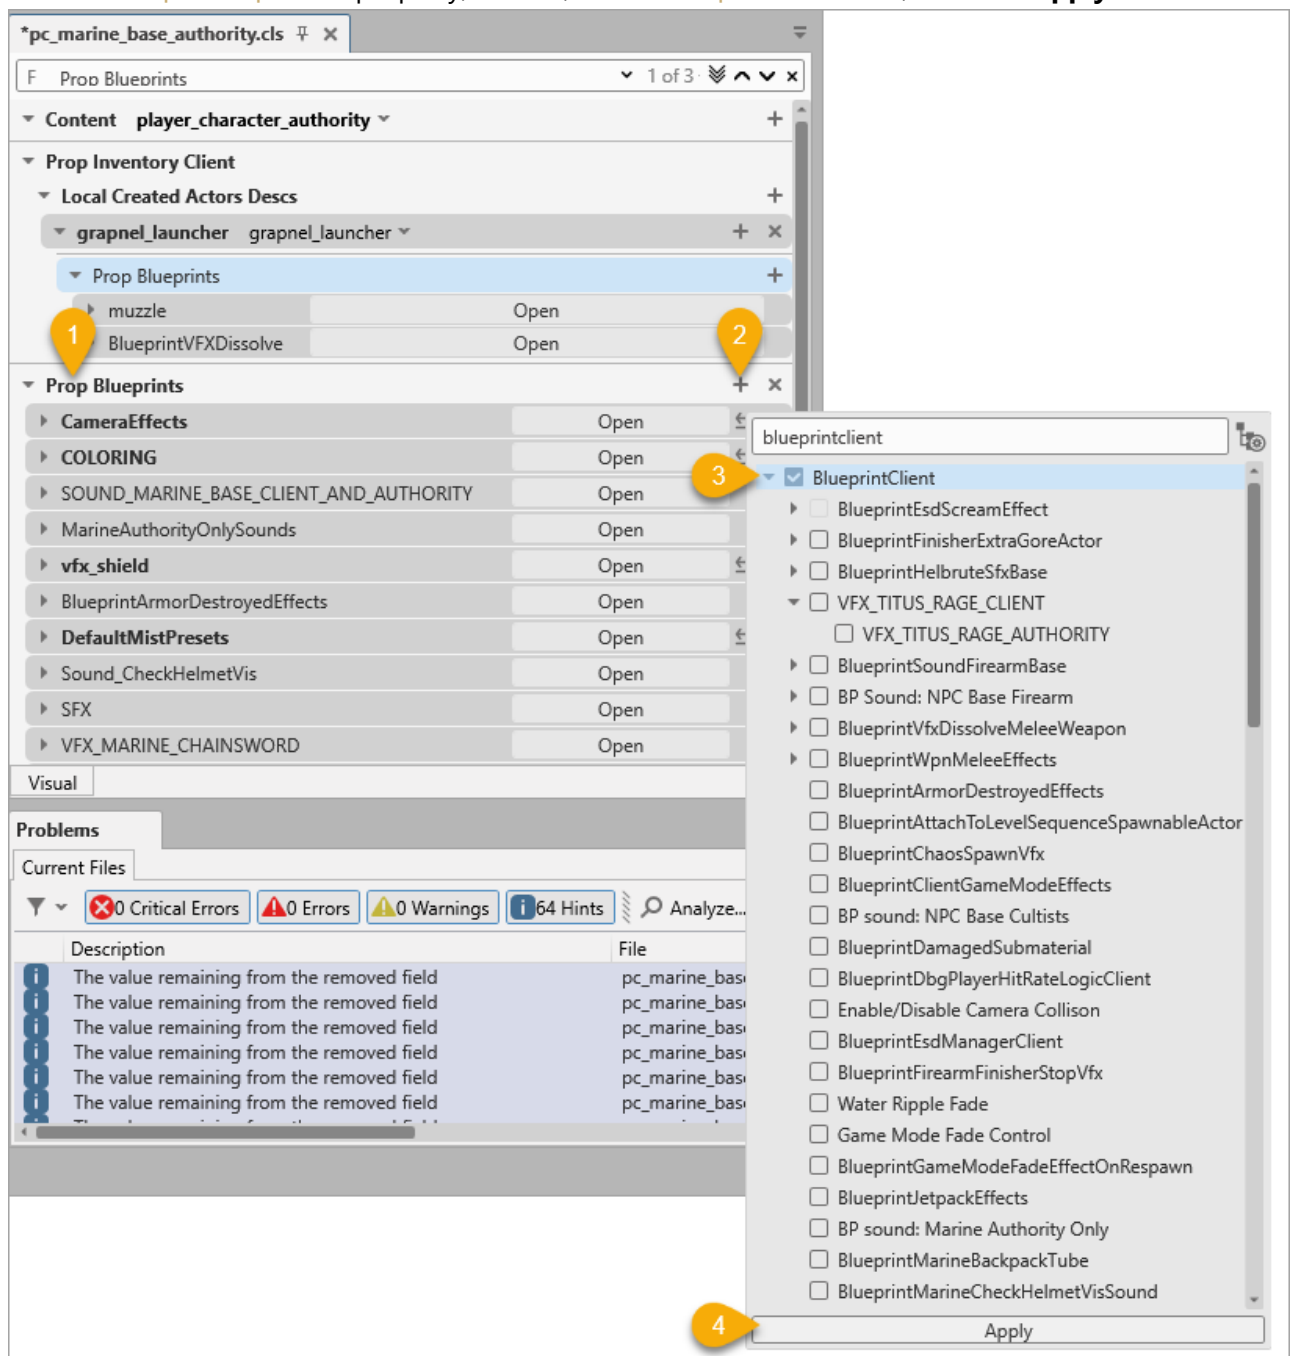 *pc_marine_base_authority.cls
F Prop Blueprints 1 of 3
Content player_character_authority
Prop Inventory Client
Local Created Actors Descs
grapnel_launcher grapnel_launcher
Prop Blueprints
muzzle Open
1
2
BlueprintVFXDissolve Open
Prop Blueprints
CameraEffects Open
COLORING Open
SOUND_MARINE_BASE_CLIENT_AND_AUTHORITY Open
MarineAuthorityOnlySounds Open
vfx_shield Open
BlueprintArmorDestroyedEffects Open
DefaultMistPresets Open
Sound_CheckHelmetVis Open
SFX Open
VFX_MARINE_CHAINSWORD Open
Visual
Problems
Current Files
0 Critical Errors 0 Errors 0 Warnings 64 Hints Analyze...
Description File
The value remaining from the removed field pc_marine_bas
The value remaining from the removed field pc_marine_bas
The value remaining from the removed field pc_marine_bas
The value remaining from the removed field pc_marine_bas
The value remaining from the removed field pc_marine_bas
The value remaining from the removed field pc_marine_bas
blueprintclient
3
BlueprintClient
BlueprintEsdScreamEffect
BlueprintFinisherExtraGoreActor
BlueprintHelbruteSfxBase
VFX_TITUS_RAGE_CLIENT
VFX_TITUS_RAGE_AUTHORITY
BlueprintSoundFirearmBase
BP Sound: NPC Base Firearm
BlueprintVfxDissolveMeleeWeapon
BlueprintWpnMeleeEffects
BlueprintArmorDestroyedEffects
BlueprintAttachToLevelSequenceSpawnableActor
BlueprintChaosSpawnVfx
BlueprintClientGameModeEffects
BP sound: NPC Base Cultists
BlueprintDamagedSubmaterial
BlueprintDbgPlayerHitRateLogicClient
Enable/Disable Camera Collison
BlueprintEsdManagerClient
BlueprintFirearmFinisherStopVfx
Water Ripple Fade
Game Mode Fade Control
BlueprintGameModeFadeEffectOnRespawn
BlueprintJetpackEffects
BP sound: Marine Authority Only
BlueprintMarineBackpackTube
BlueprintMarineCheckHelmetVisSound
4
Apply